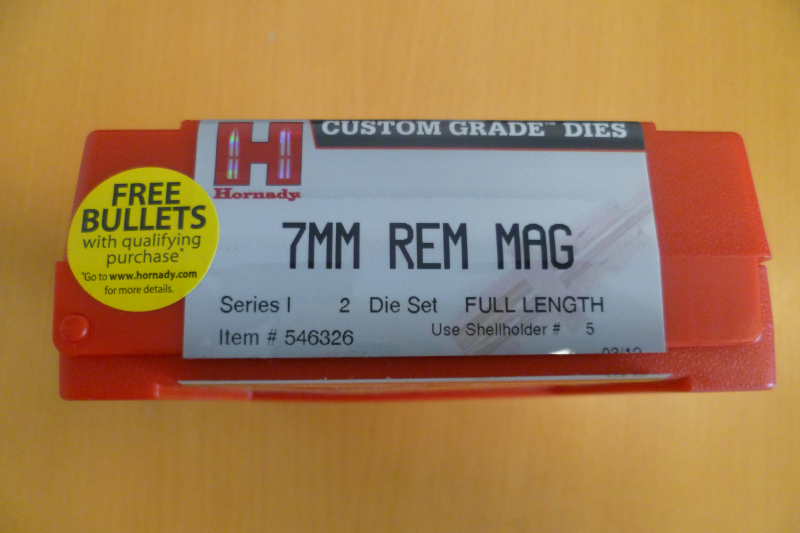 CUSTOM GRADE™ DIES
H
Hornady
FREE
BULLETS
with qualifying
purchase*
*Go to www.hornady.com
for more details.
7MM REM MAG
Series I 2 Die Set FULL LENGTH
Item # 546326 Use Shellholder # 5